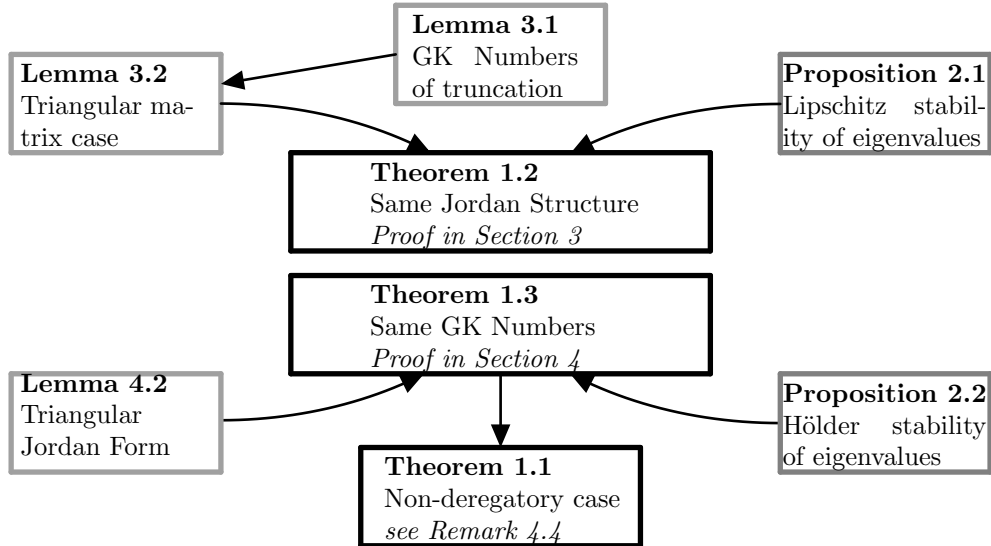 Lemma 3.1
GK Numbers
of truncation
Lemma 3.2
Triangular ma-
trix case
Proposition 2.1
Lipschitz stabil-
ity of eigenvalues
Theorem 1.2
Same Jordan Structure
Proof in Section 3
Theorem 1.3
Same GK Numbers
Proof in Section 4
Lemma 4.2
Triangular
Jordan Form
Proposition 2.2
Hölder stability
of eigenvalues
Theorem 1.1
Non-deregatory case
see Remark 4.4